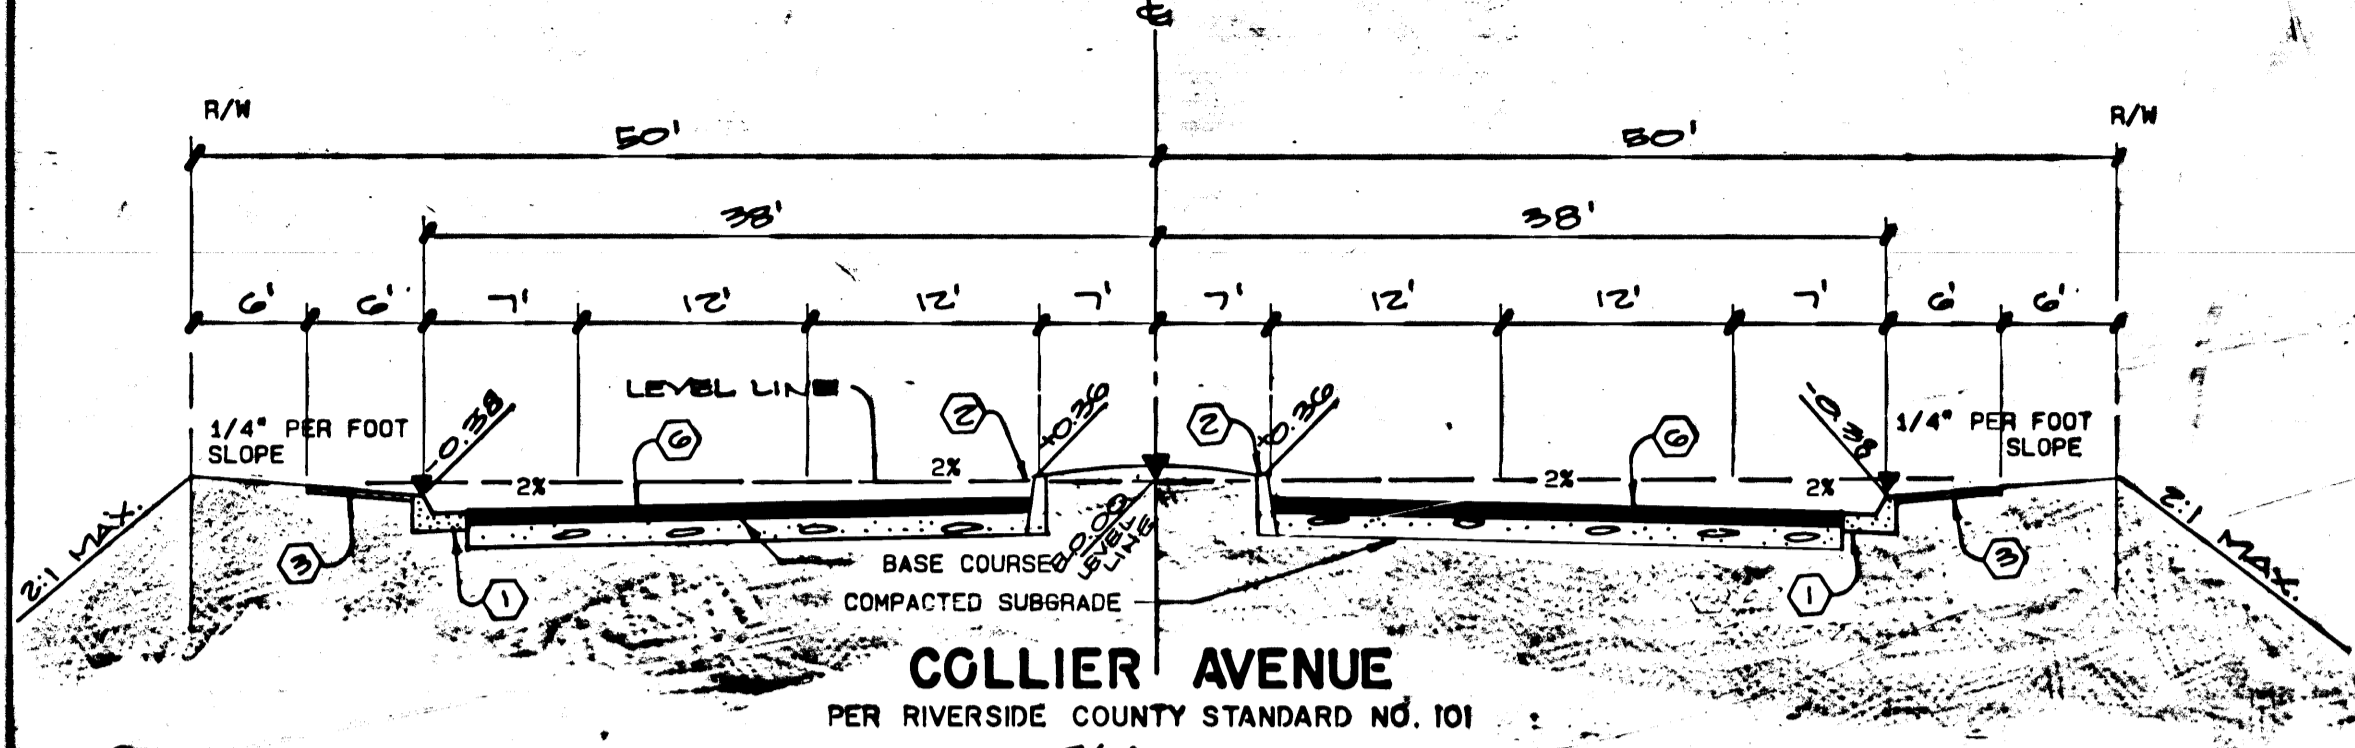 ℄
R/W R/W
50' 50'
38' 38'
6' 6' 7' 12' 12' 7' 7' 12' 12' 7' 6' 6'
LEVEL LINE
-0.38 2 +0.36 2 +0.36 -0.38
1/4" PER FOOT
SLOPE
1/4" PER FOOT
SLOPE
6 6
2% 2% 2% 2%
2:1 MAX. 2:1 MAX.
0.00
LEVEL
LINE
3 1 1 3
BASE COURSE
COMPACTED SUBGRADE
COLLIER AVENUE
PER RIVERSIDE COUNTY STANDARD NO. 101